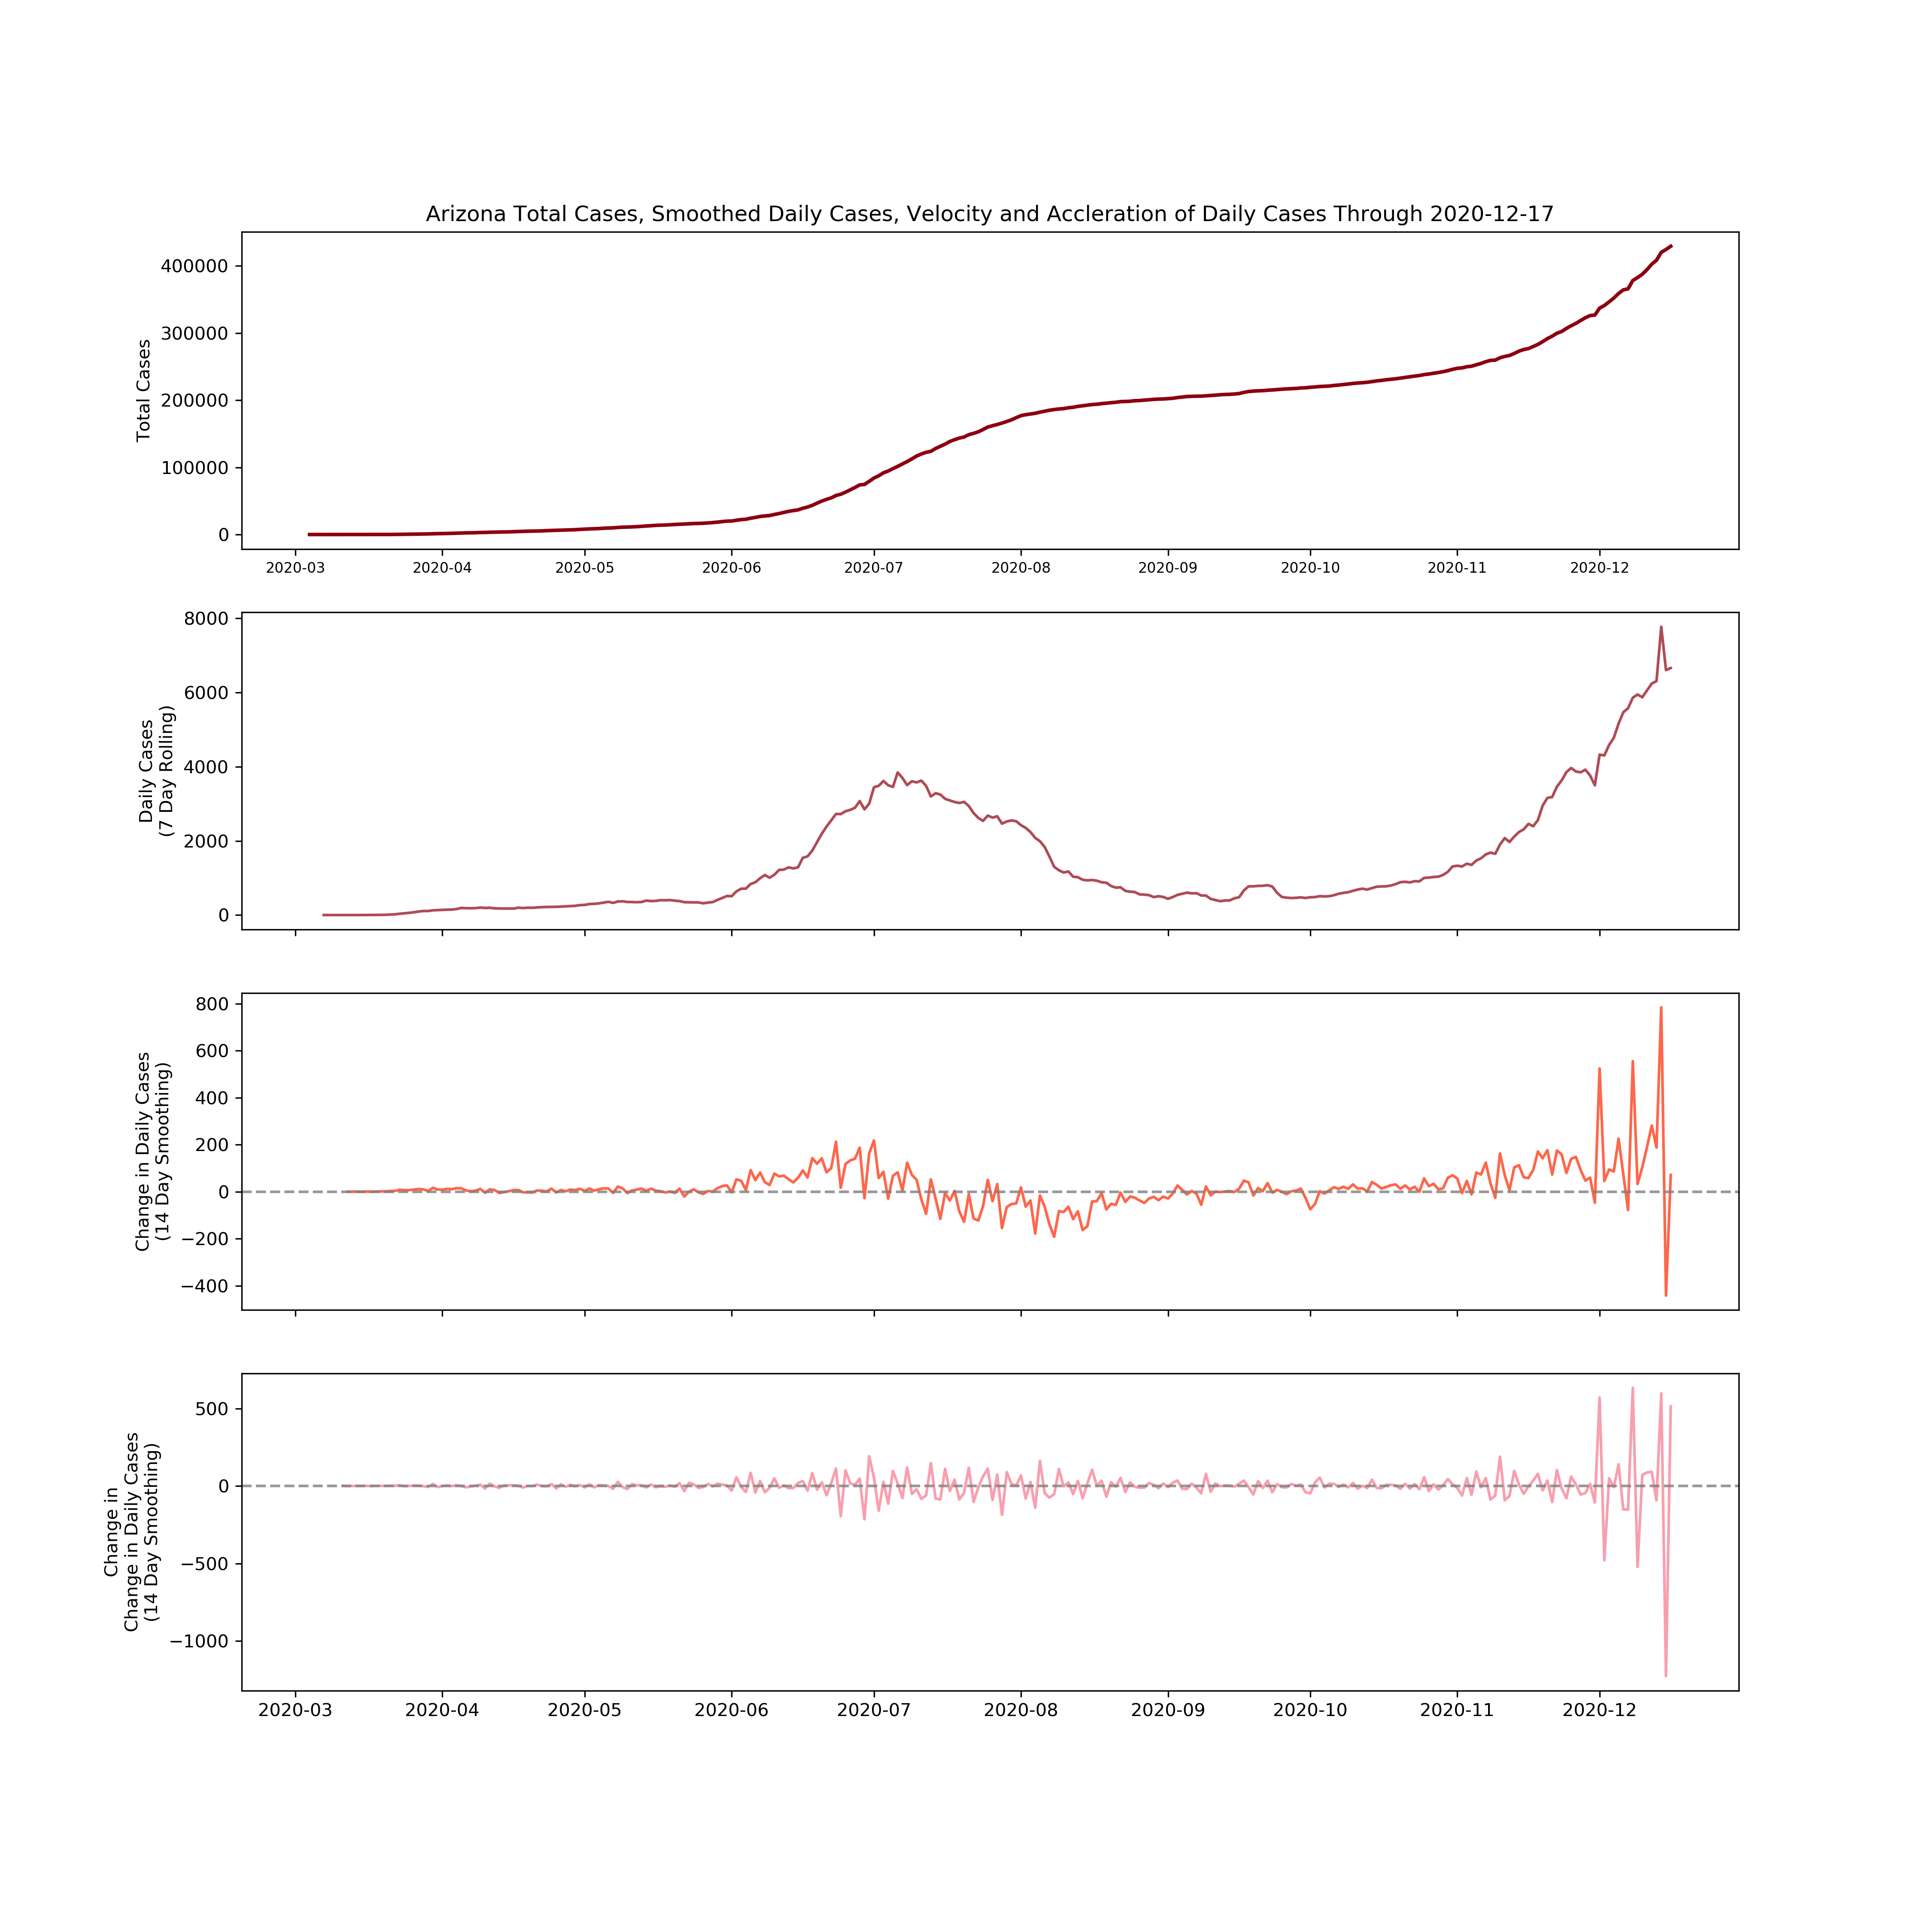 Arizona Total Cases, Smoothed Daily Cases, Velocity and Accleration of Daily Cases Through 2020-12-17
Total Cases
400000
300000
200000
100000
0
2020-03 2020-04 2020-05 2020-06 2020-07 2020-08 2020-09 2020-10 2020-11 2020-12
Daily Cases
(7 Day Rolling)
8000
6000
4000
2000
0
Change in Daily Cases
(14 Day Smoothing)
800
600
400
200
0
−200
−400
Change in
Change in Daily Cases
(14 Day Smoothing)
500
0
−500
−1000
2020-03 2020-04 2020-05 2020-06 2020-07 2020-08 2020-09 2020-10 2020-11 2020-12